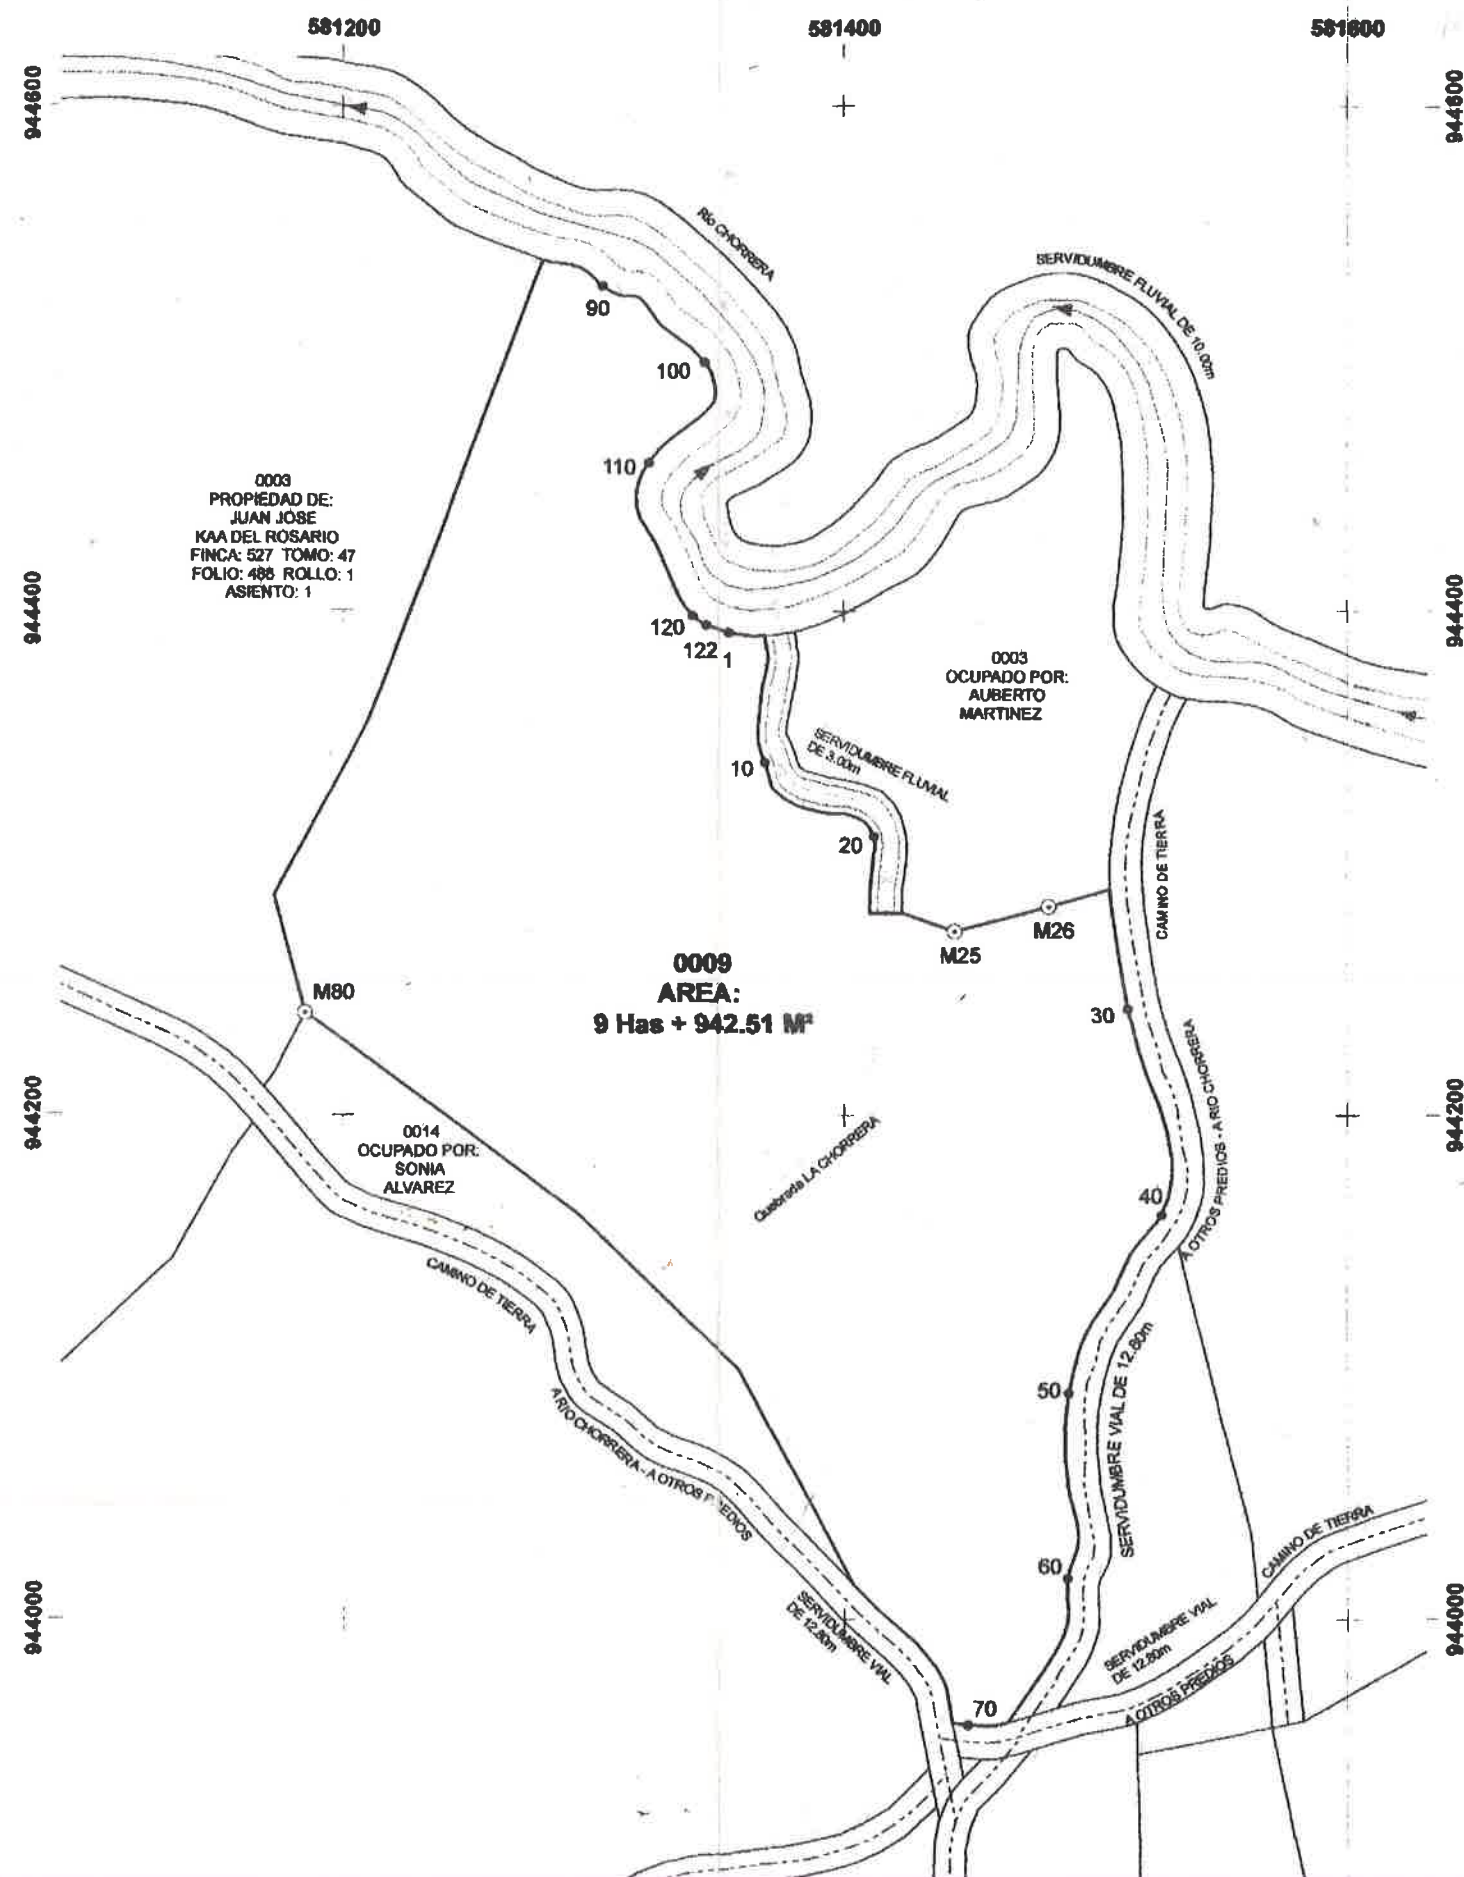 581200
581400
581600
944600
944600
Río CHORRERA
SERVIDUMBRE FLUVIAL DE 10.00m
90
100
110
0003
PROPIEDAD DE:
JUAN JOSE
KAA DEL ROSARIO
FINCA: 527 TOMO: 47
FOLIO: 488 ROLLO: 1
ASIENTO: 1
944400
944400
120
122
1
0003
OCUPADO POR:
AUBERTO
MARTINEZ
SERVIDUMBRE FLUVIAL
DE 3.00m
10
20
CAMINO DE TIERRA
M25
M26
M80
0009
AREA:
9 Has + 942.51 M²
30
A OTROS PREDIOS - A RIO CHORRERA
944200
944200
0014
OCUPADO POR:
SONIA
ALVAREZ
Quebrada LA CHORRERA
40
CAMINO DE TIERRA
SERVIDUMBRE VIAL DE 12.80m
50
A RIO CHORRERA - A OTROS PREDIOS
CAMINO DE TIERRA
60
944000
944000
SERVIDUMBRE VIAL
DE 12.80m
SERVIDUMBRE VIAL
DE 12.80m
A OTROS PREDIOS
70